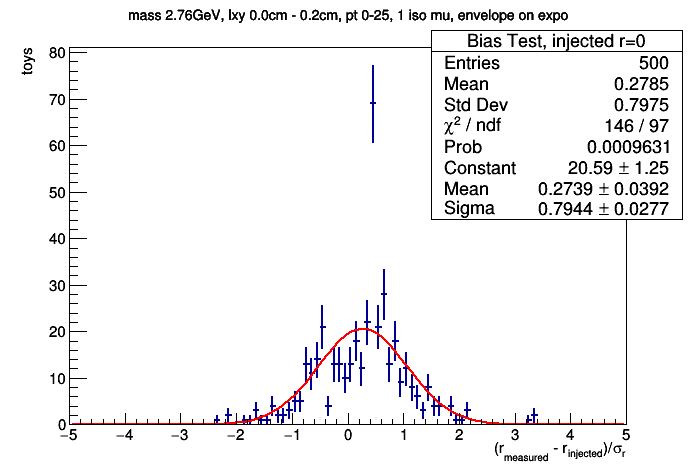 mass 2.76GeV, lxy 0.0cm - 0.2cm, pt 0-25, 1 iso mu, envelope on expo
Bias Test, injected r=0
Entries 500
Mean 0.2785
Std Dev 0.7975
χ² / ndf 146 / 97
Prob 0.0009631
Constant 20.59 ± 1.25
Mean 0.2739 ± 0.0392
Sigma 0.7944 ± 0.0277
toys
80
70
60
50
40
30
20
10
0
−5 −4 −3 −2 −1 0 1 2 3 4 5
(r_measured - r_injected)/σ_r